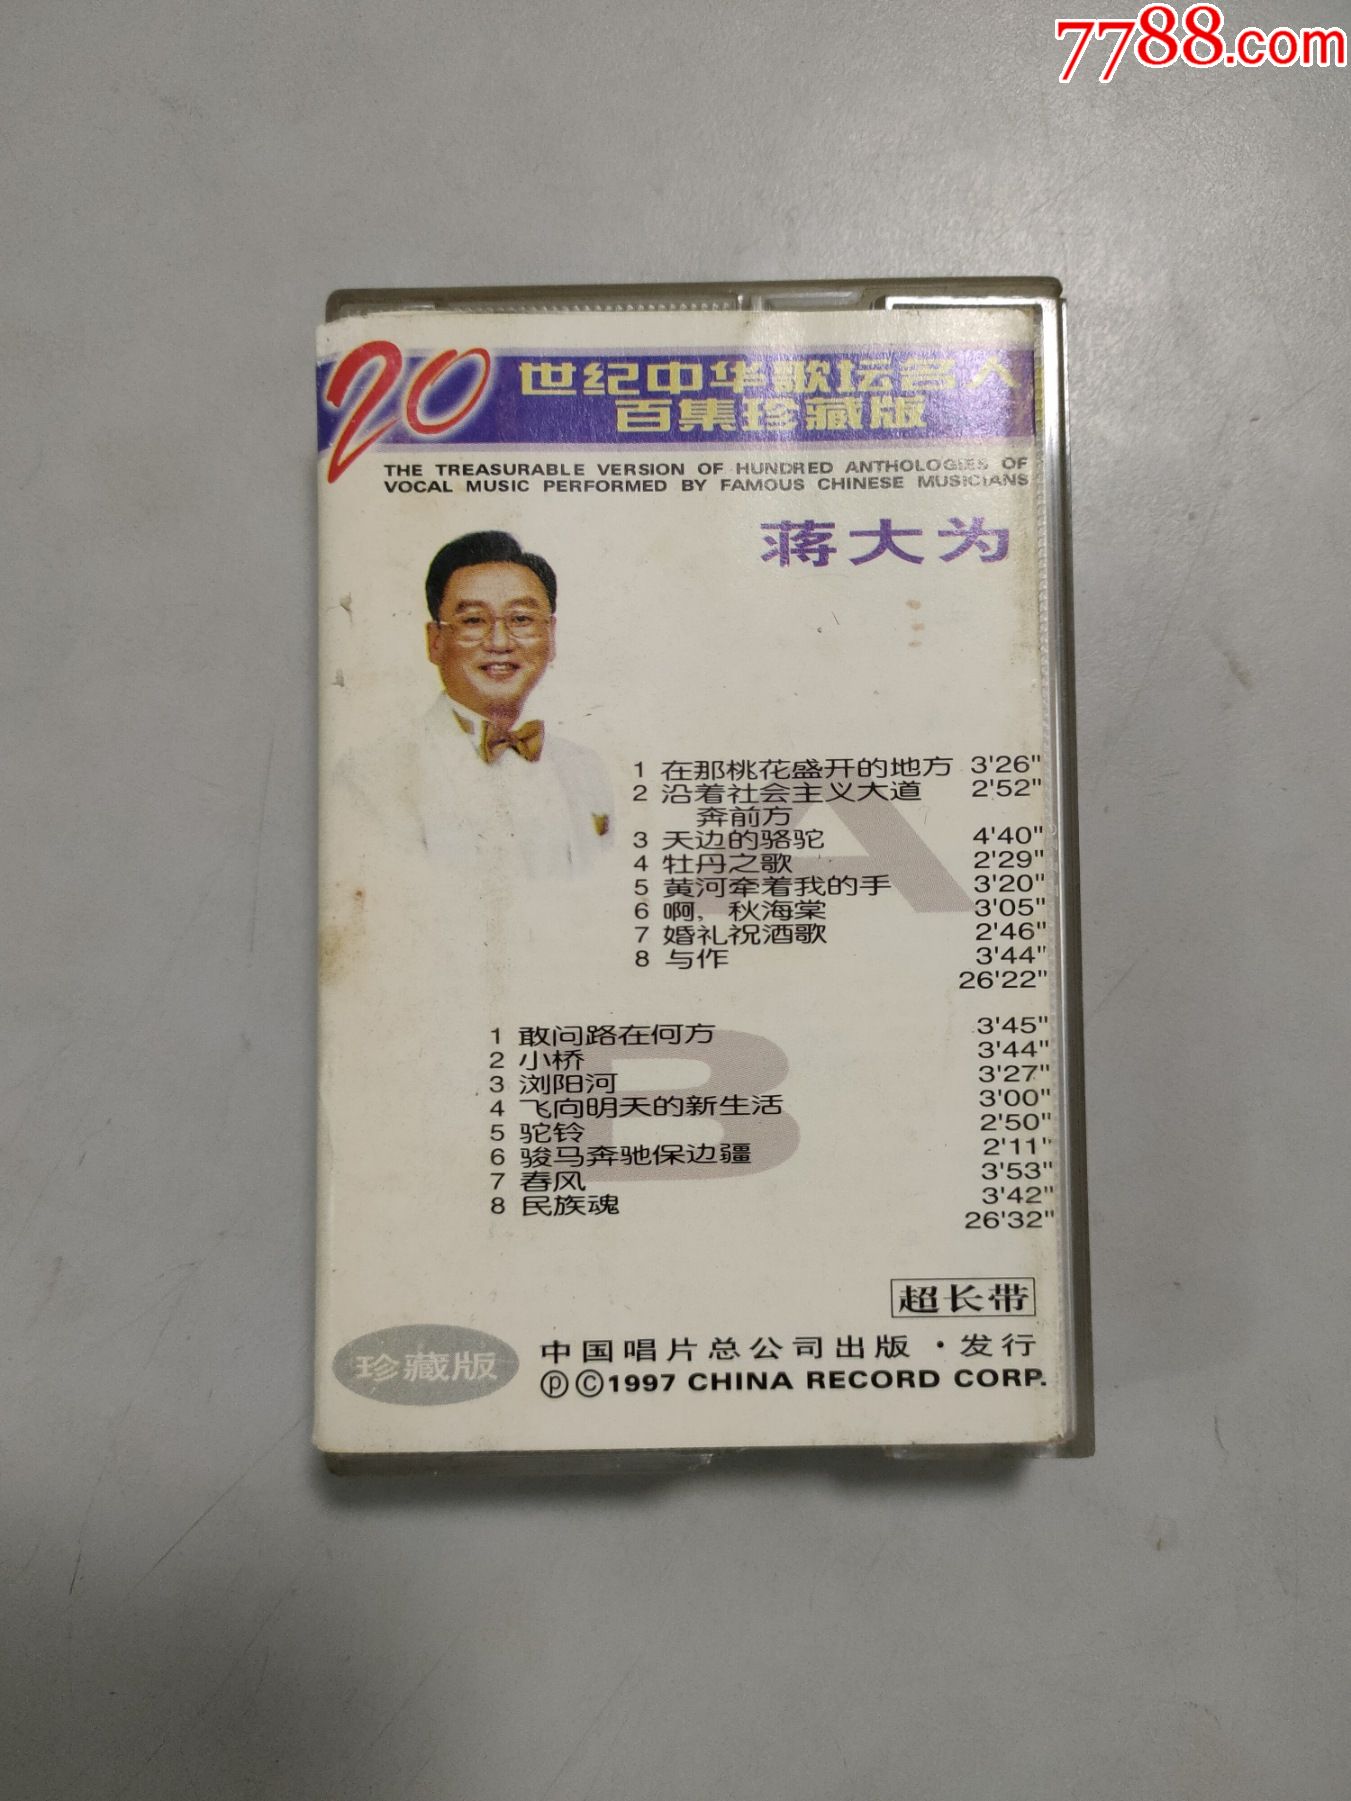 7788.com
20世纪中华歌坛名人
百集珍藏版
THE TREASURABLE VERSION OF HUNDRED ANTHOLOGIES OF
VOCAL MUSIC PERFORMED BY FAMOUS CHINESE MUSICIANS
蒋大为
A
1 在那桃花盛开的地方 3'26"
2 沿着社会主义大道 2'52"
奔前方
3 天边的骆驼 4'40"
4 牡丹之歌 2'29"
5 黄河牵着我的手 3'20"
6 啊，秋海棠 3'05"
7 婚礼祝酒歌 2'46"
8 与作 3'44"
26'22"
B
1 敢问路在何方 3'45"
2 小桥 3'44"
3 浏阳河 3'27"
4 飞向明天的新生活 3'00"
5 驼铃 2'50"
6 骏马奔驰保边疆 2'11"
7 春风 3'53"
8 民族魂 3'42"
26'32"
超长带
珍藏版
中国唱片总公司出版·发行
Ⓟ©1997 CHINA RECORD CORP.